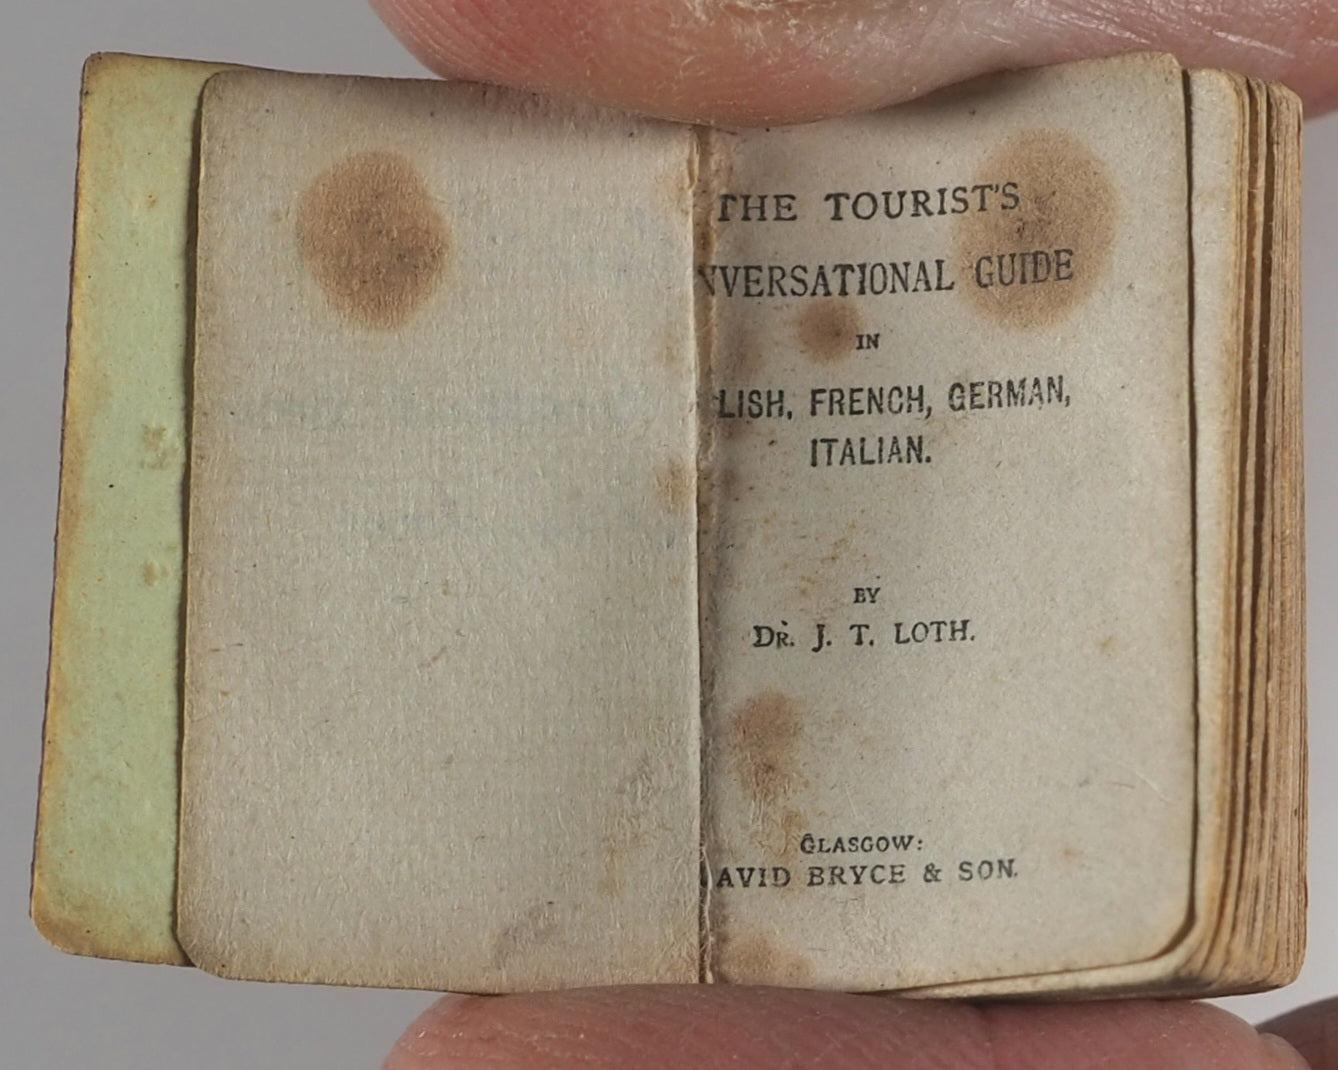 THE TOURIST'S
NVERSATIONAL GUIDE
IN
LISH, FRENCH, GERMAN,
ITALIAN.
BY
DR. J. T. LOTH.
GLASGOW:
AVID BRYCE & SON.